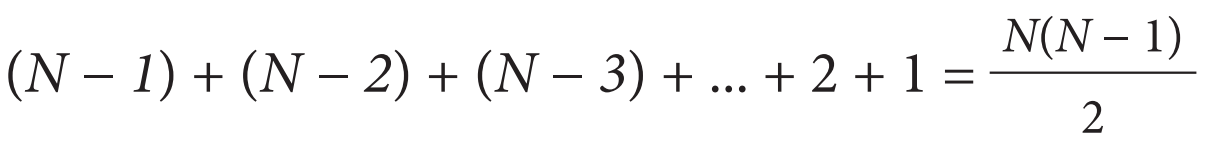 (N − 1) + (N − 2) + (N − 3) + ... + 2 + 1 = N(N − 1)
2